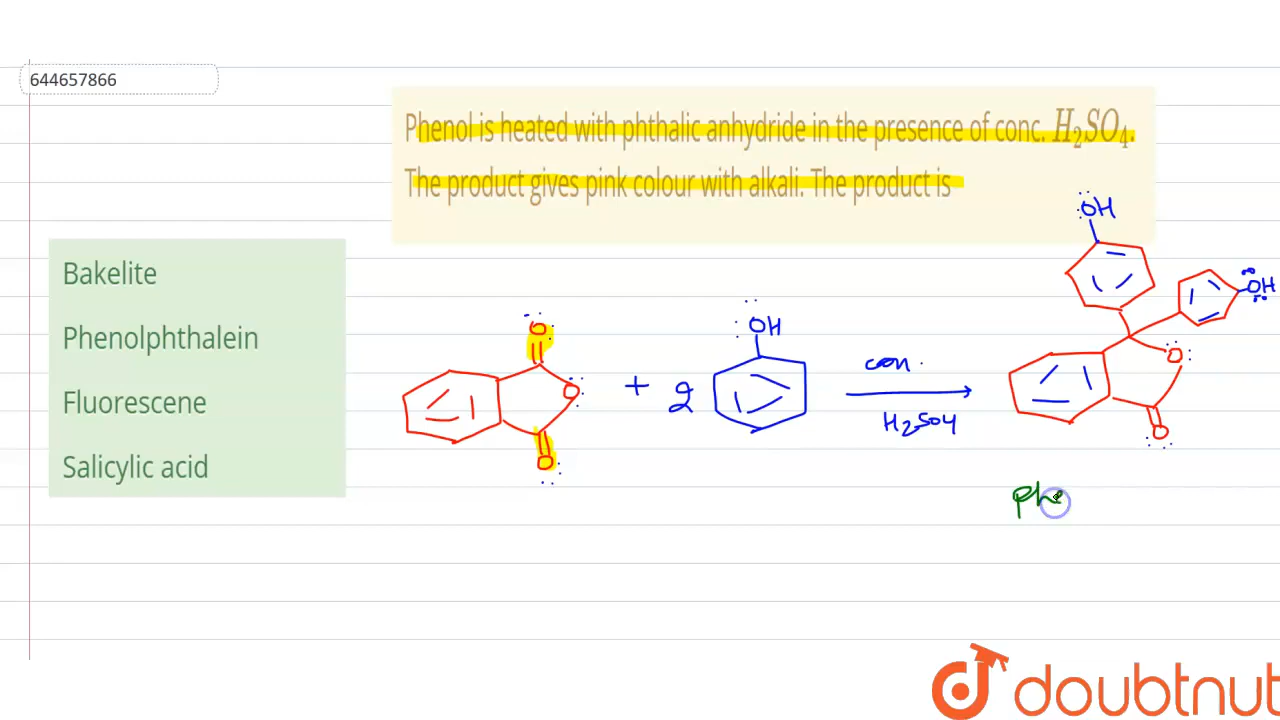 644657866
Phenol is heated with phthalic anhydride in the presence of conc. H₂SO₄.
The product gives pink colour with alkali. The product is
Bakelite
Phenolphthalein
Fluorescene
Salicylic acid
O
O
O
+ 2
OH
con.
H₂SO4
OH
OH
O
O
Ph
doubtnut